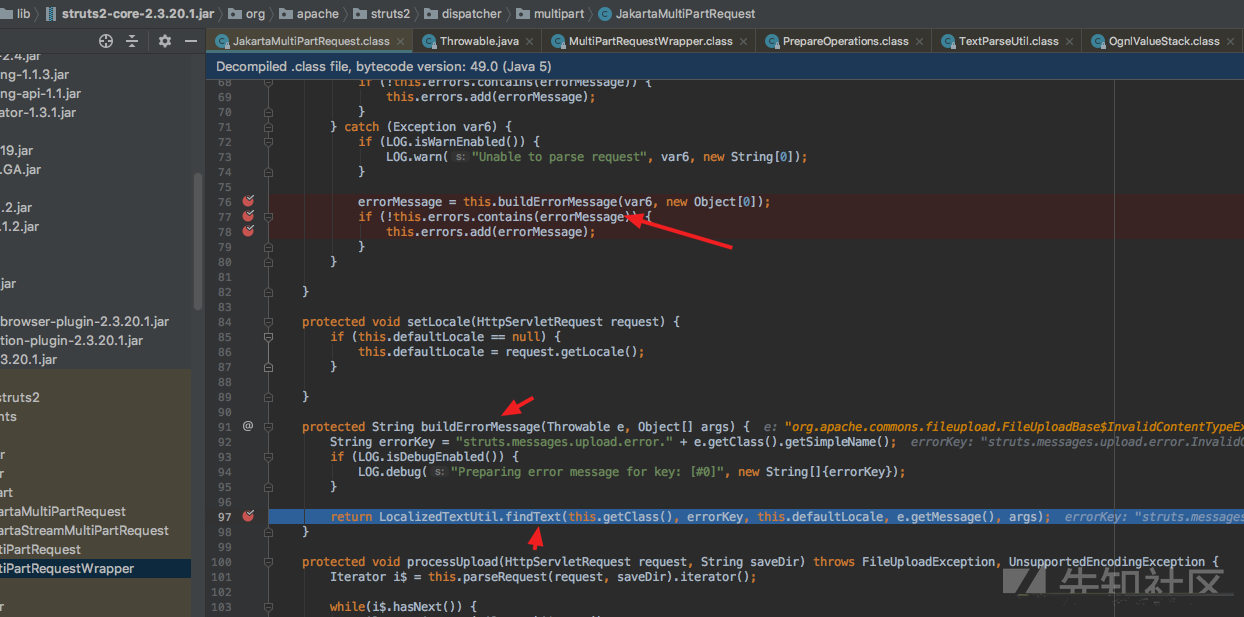 lib struts2-core-2.3.20.1.jar org apache struts2 dispatcher multipart JakartaMultiPartRequest
JakartaMultiPartRequest.class Throwable.java MultiPartRequestWrapper.class PrepareOperations.class TextParseUtil.class OgnlValueStack.class
Decompiled .class file, bytecode version: 49.0 (Java 5)
-2.4.jar
ng-1.1.3.jar
ng-api-1.1.jar
ator-1.3.1.jar
19.jar
.GA.jar
.2.jar
.1.2.jar
jar
browser-plugin-2.3.20.1.jar
tion-plugin-2.3.20.1.jar
3.20.1.jar
struts2
nts
r
r
art
artaMultiPartRequest
artaStreamMultiPartRequest
tiPartRequest
tiPartRequestWrapper
r
68 if (!this.errors.contains(errorMessage)) {
69 this.errors.add(errorMessage);
70 }
71 } catch (Exception var6) {
72 if (LOG.isWarnEnabled()) {
73 LOG.warn( s: "Unable to parse request", var6, new String[0]);
74 }
75
76 errorMessage = this.buildErrorMessage(var6, new Object[0]);
77 if (!this.errors.contains(errorMessage)) {
78 this.errors.add(errorMessage);
79 }
80 }
81
82 }
83
84 protected void setLocale(HttpServletRequest request) {
85 if (this.defaultLocale == null) {
86 this.defaultLocale = request.getLocale();
87 }
88
89 }
90
91 @ protected String buildErrorMessage(Throwable e, Object[] args) { e: "org.apache.commons.fileupload.FileUploadBase$InvalidContentTypeEx
92 String errorKey = "struts.messages.upload.error." + e.getClass().getSimpleName(); errorKey: "struts.messages.upload.error.InvalidC
93 if (LOG.isDebugEnabled()) {
94 LOG.debug( s: "Preparing error message for key: [#0]", new String[]{errorKey});
95 }
96
97 return LocalizedTextUtil.findText(this.getClass(), errorKey, this.defaultLocale, e.getMessage(), args); errorKey: "struts.messages
98 }
99
100 protected void processUpload(HttpServletRequest request, String saveDir) throws FileUploadException, UnsupportedEncodingException {
101 Iterator i$ = this.parseRequest(request, saveDir).iterator();
102
103 while(i$.hasNext()) {
先知社区